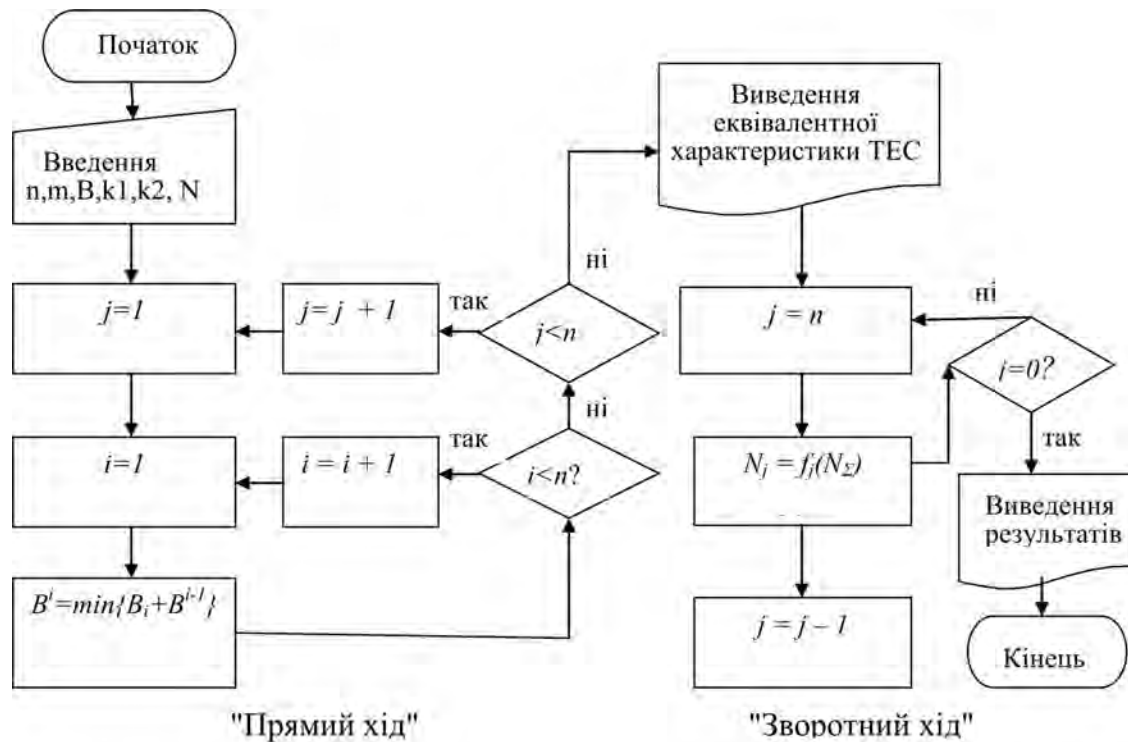 Початок
Введення
n,m,B,k1,k2, N
j=1
j= j + 1
так
j<n
ні
i=1
i = i + 1
так
i<n?
ні
Bⁱ=min{Bᵢ+Bⁱ⁻¹}
"Прямий хід"
Виведення
еквівалентної
характеристики ТЕС
j = n
ні
j=0?
так
Nⱼ = fⱼ(N_Σ)
j = j – 1
Виведення
результатів
Кінець
"Зворотний хід"